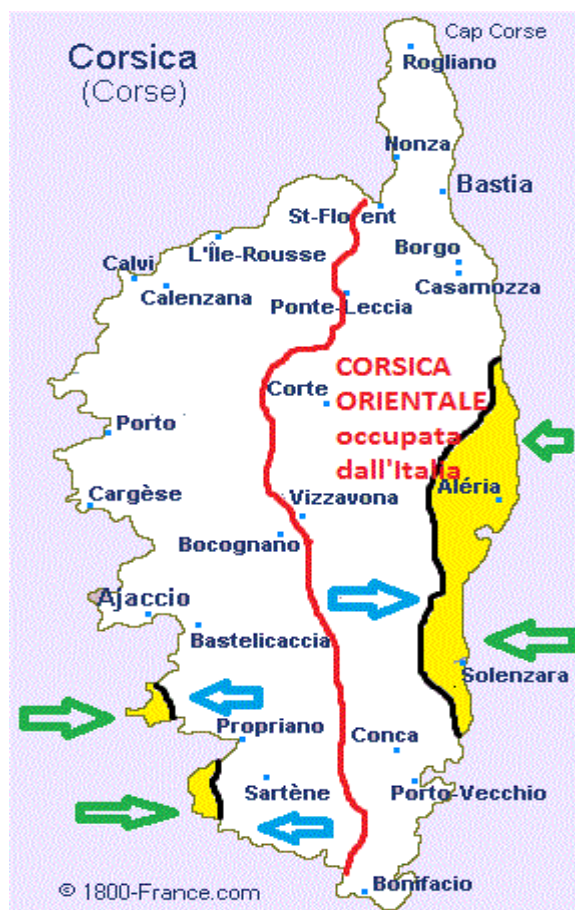 Cap Corse
Corsica
(Corse)
Rogliano
Nonza
Bastia
St-Florent
L'Île-Rousse
Borgo
Calvi
Casamozza
Calenzana
Ponte-Leccia
CORSICA
ORIENTALE
occupata
dall'Italia
Corte
Porto
Aléria
Cargèse
Vizzavona
Bocognano
Ajaccio
Bastelicaccia
Solenzara
Propriano
Conca
Sartène
Porto-Vecchio
Bonifacio
© 1800-France.com